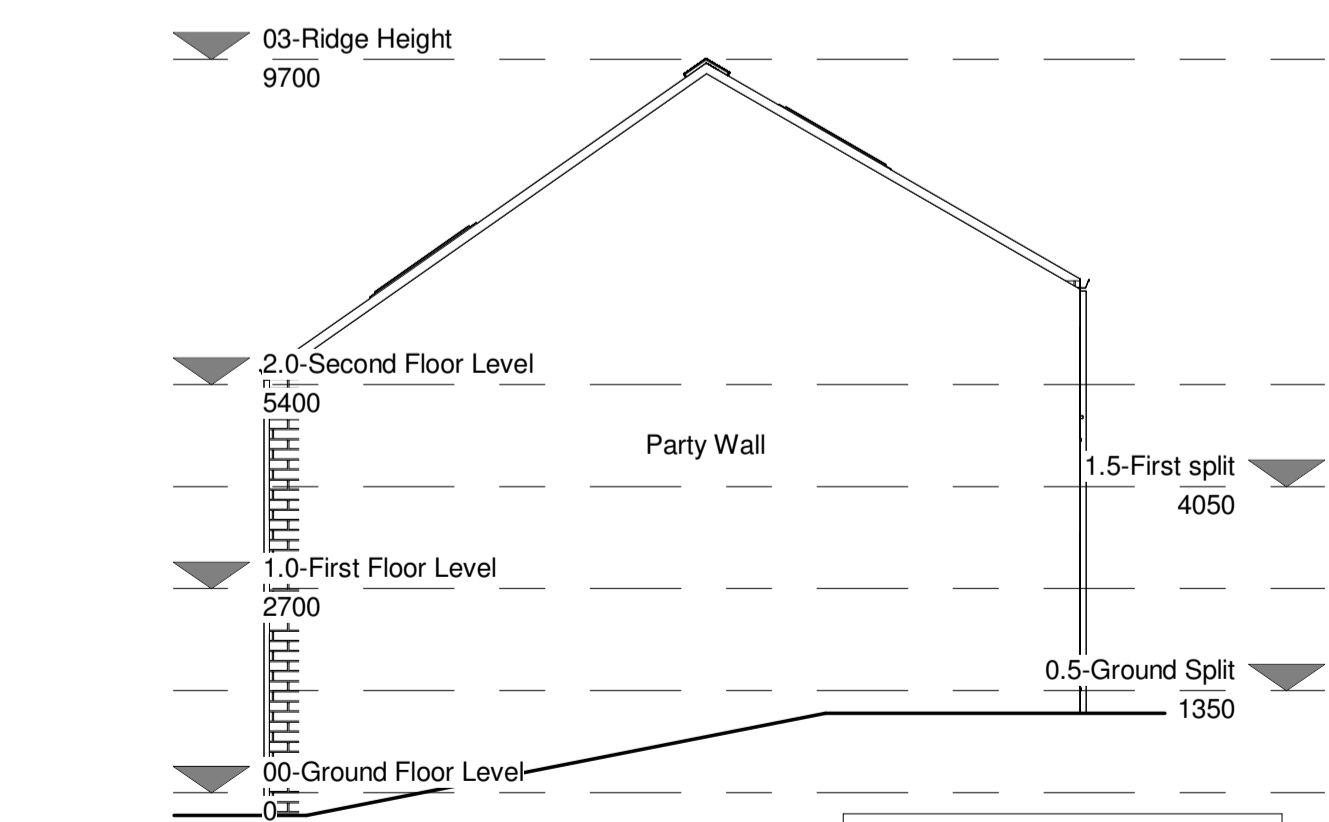 03-Ridge Height
9700
2.0-Second Floor Level
5400
Party Wall
1.5-First split
4050
1.0-First Floor Level
2700
0.5-Ground Split
1350
00-Ground Floor Level
0